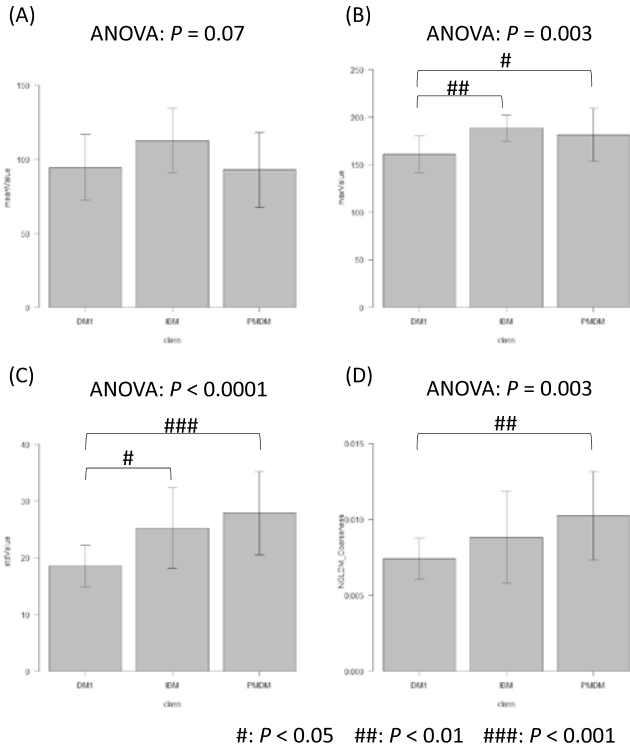 (A)
ANOVA: P = 0.07
150
100
50
0
meanValue
DM1 IBM PMDM
class
(B)
ANOVA: P = 0.003
#
##
250
200
150
100
50
0
maxValue
DM1 IBM PMDM
class
(C)
ANOVA: P < 0.0001
###
#
40
30
20
10
0
stdValue
DM1 IBM PMDM
class
(D)
ANOVA: P = 0.003
##
0.015
0.010
0.005
0.000
NGLDM_Coarseness
DM1 IBM PMDM
class
#: P < 0.05 ##: P < 0.01 ###: P < 0.001